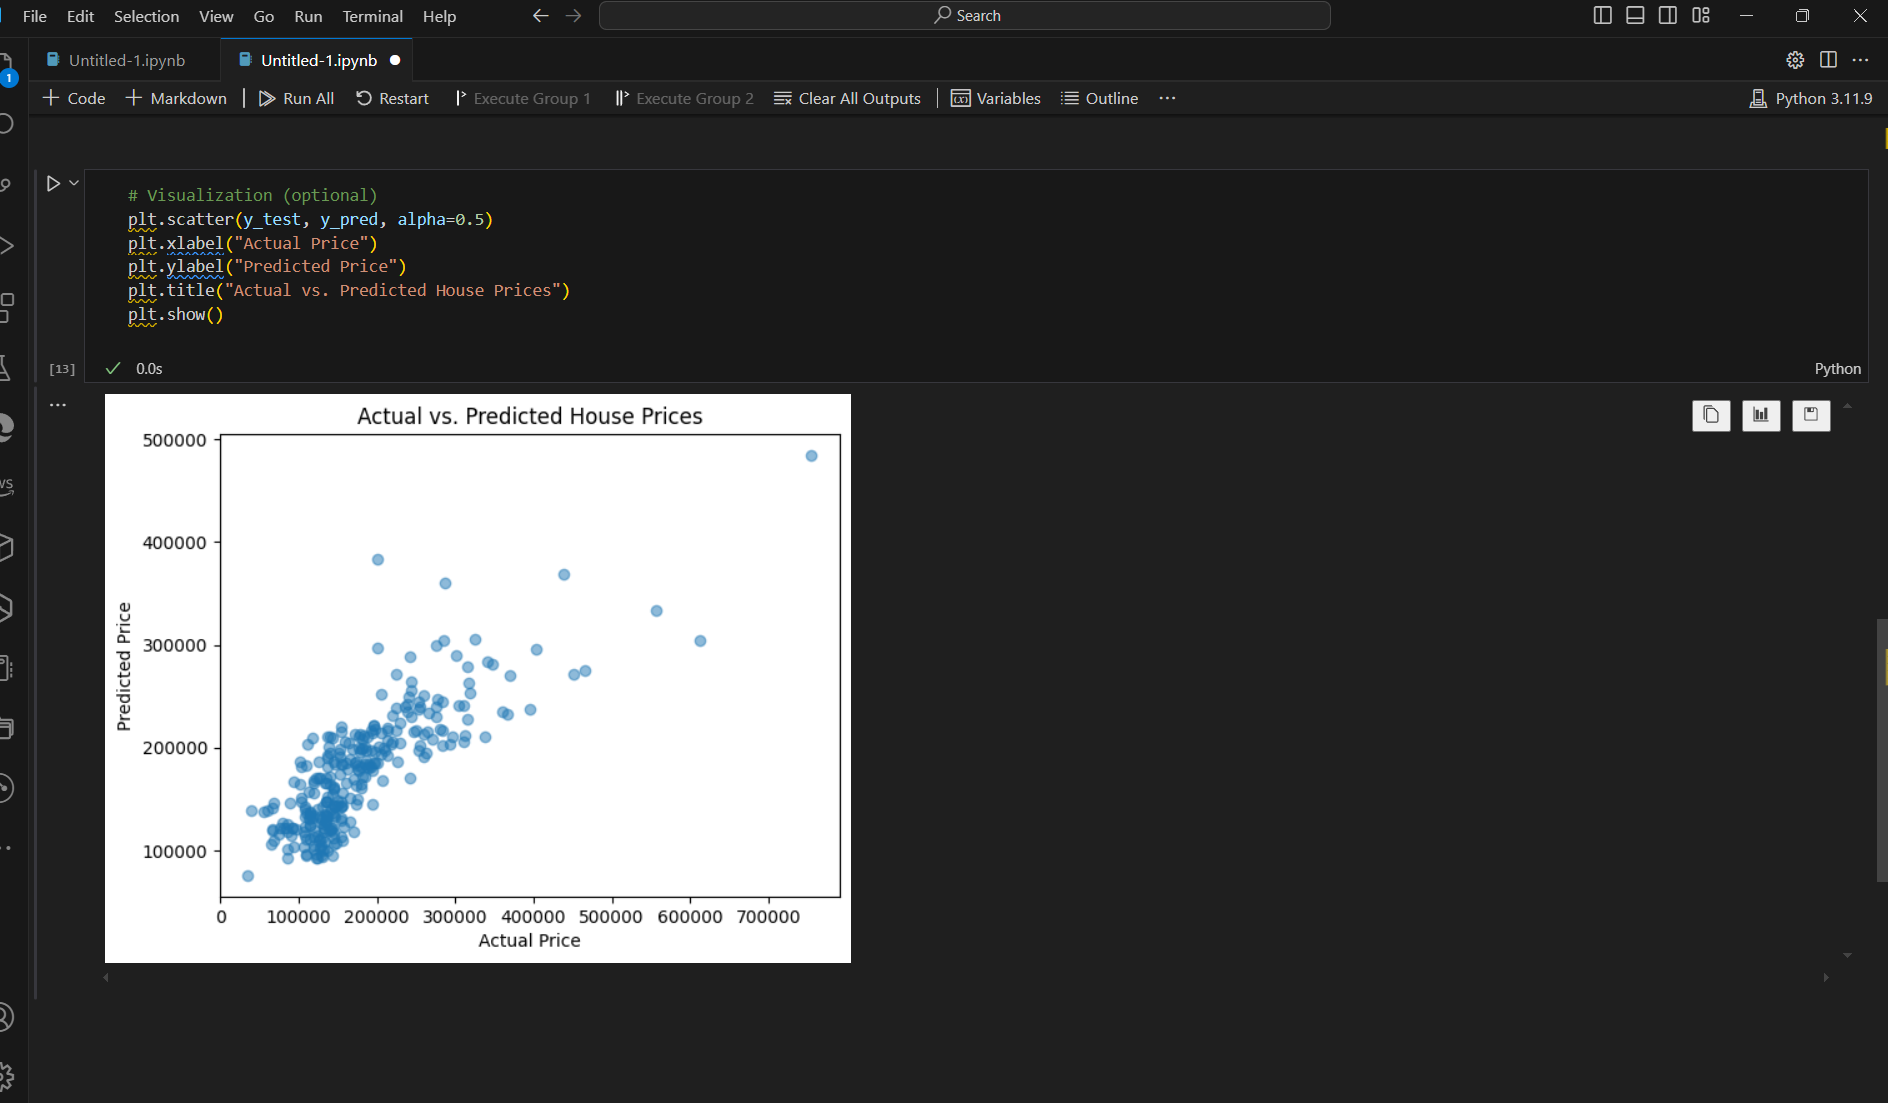 File Edit Selection View Go Run Terminal Help
Search
Untitled-1.ipynb
Untitled-1.ipynb
Code Markdown Run All Restart Execute Group 1 Execute Group 2 Clear All Outputs Variables Outline ... Python 3.11.9
1
# Visualization (optional)
plt.scatter(y_test, y_pred, alpha=0.5)
plt.xlabel("Actual Price")
plt.ylabel("Predicted Price")
plt.title("Actual vs. Predicted House Prices")
plt.show()
[13] 0.0s Python
Actual vs. Predicted House Prices
500000
400000
300000
200000
100000
Predicted Price
0 100000 200000 300000 400000 500000 600000 700000
Actual Price